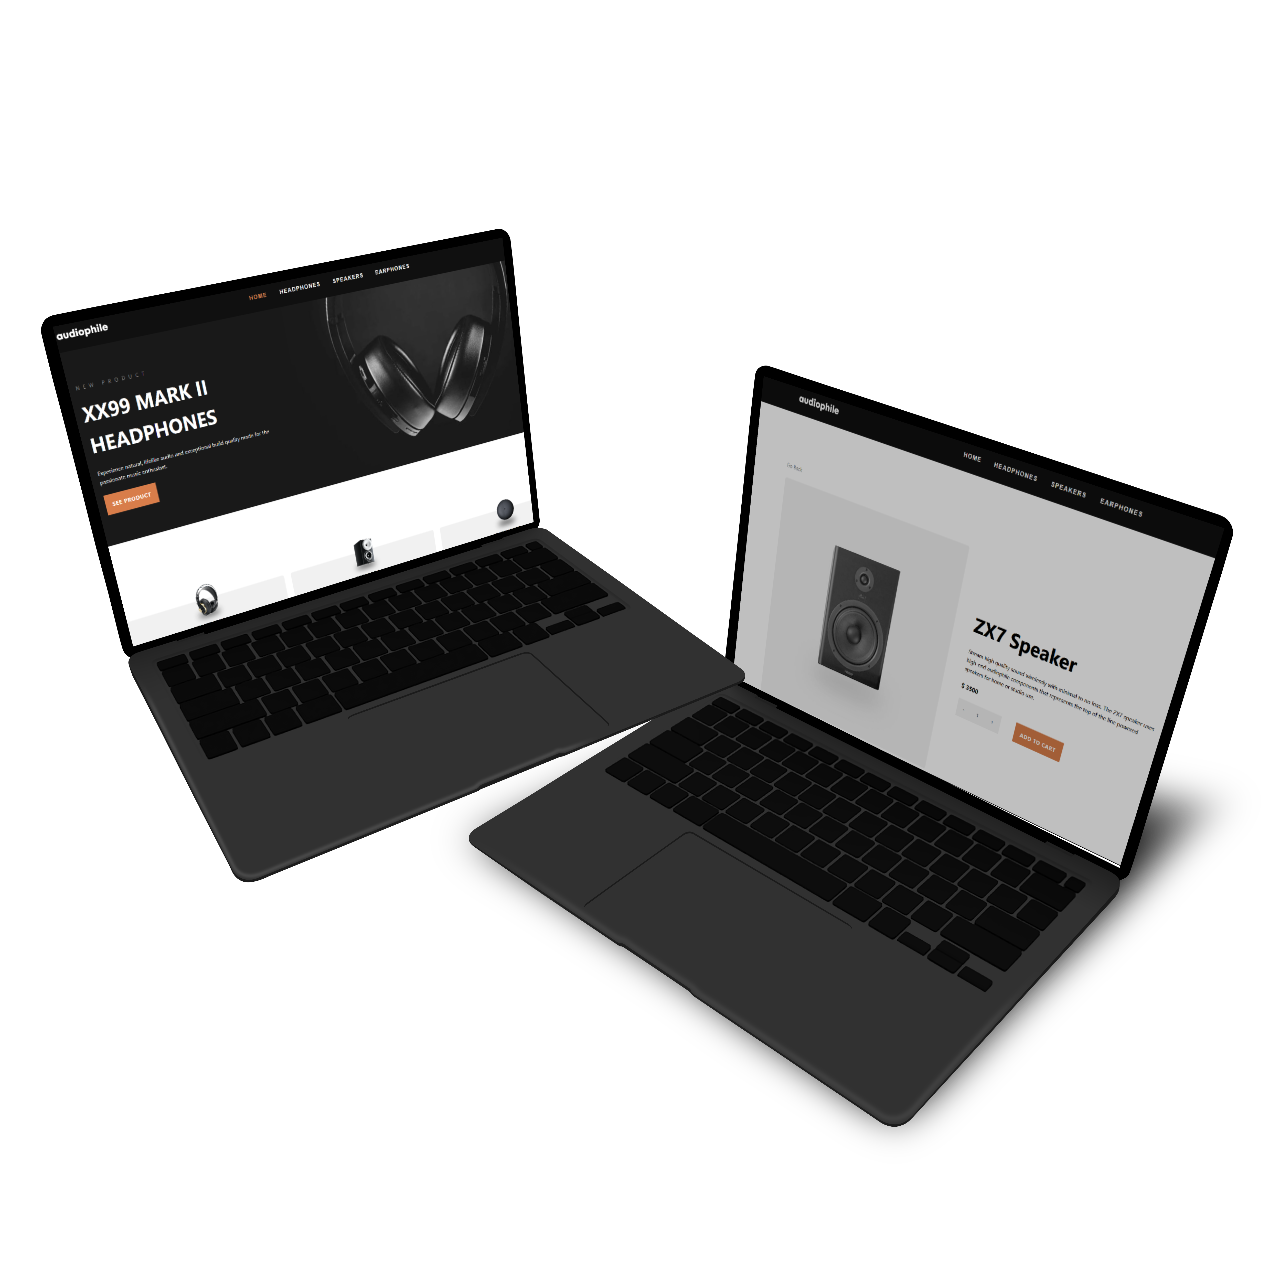 audiophile
HOME HEADPHONES SPEAKERS EARPHONES
NEW PRODUCT
XX99 MARK II
HEADPHONES
Experience natural, lifelike audio and exceptional build quality made for the
passionate music enthusiast.
SEE PRODUCT
audiophile
HOME HEADPHONES SPEAKERS EARPHONES
Go Back
ZX7 Speaker
Stream high quality sound wirelessly with minimal to no loss. The ZX7 speaker uses
high-end audiophile components that represents the top of the line powered
speakers for home or studio use.
$ 3500
- 1 +
ADD TO CART